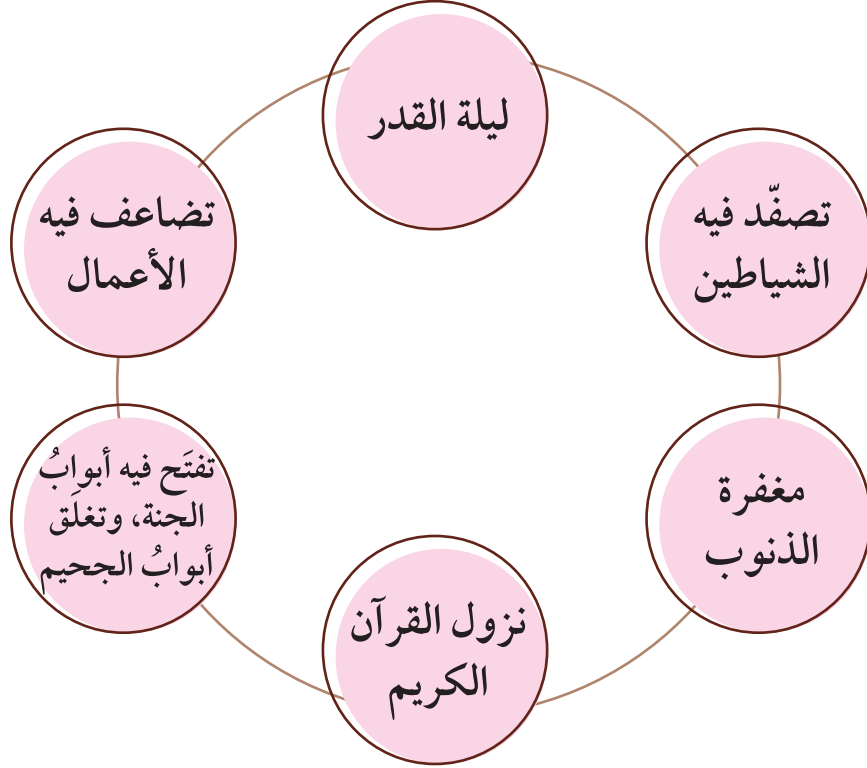 ليلة القدر
تصفّد فيه
الشياطين
مغفرة
الذنوب
نزول القرآن
الكريم
تفتَح فيه أبوابُ
الجنة، وتغلَق
أبوابُ الجحيم
تضاعف فيه
الأعمال